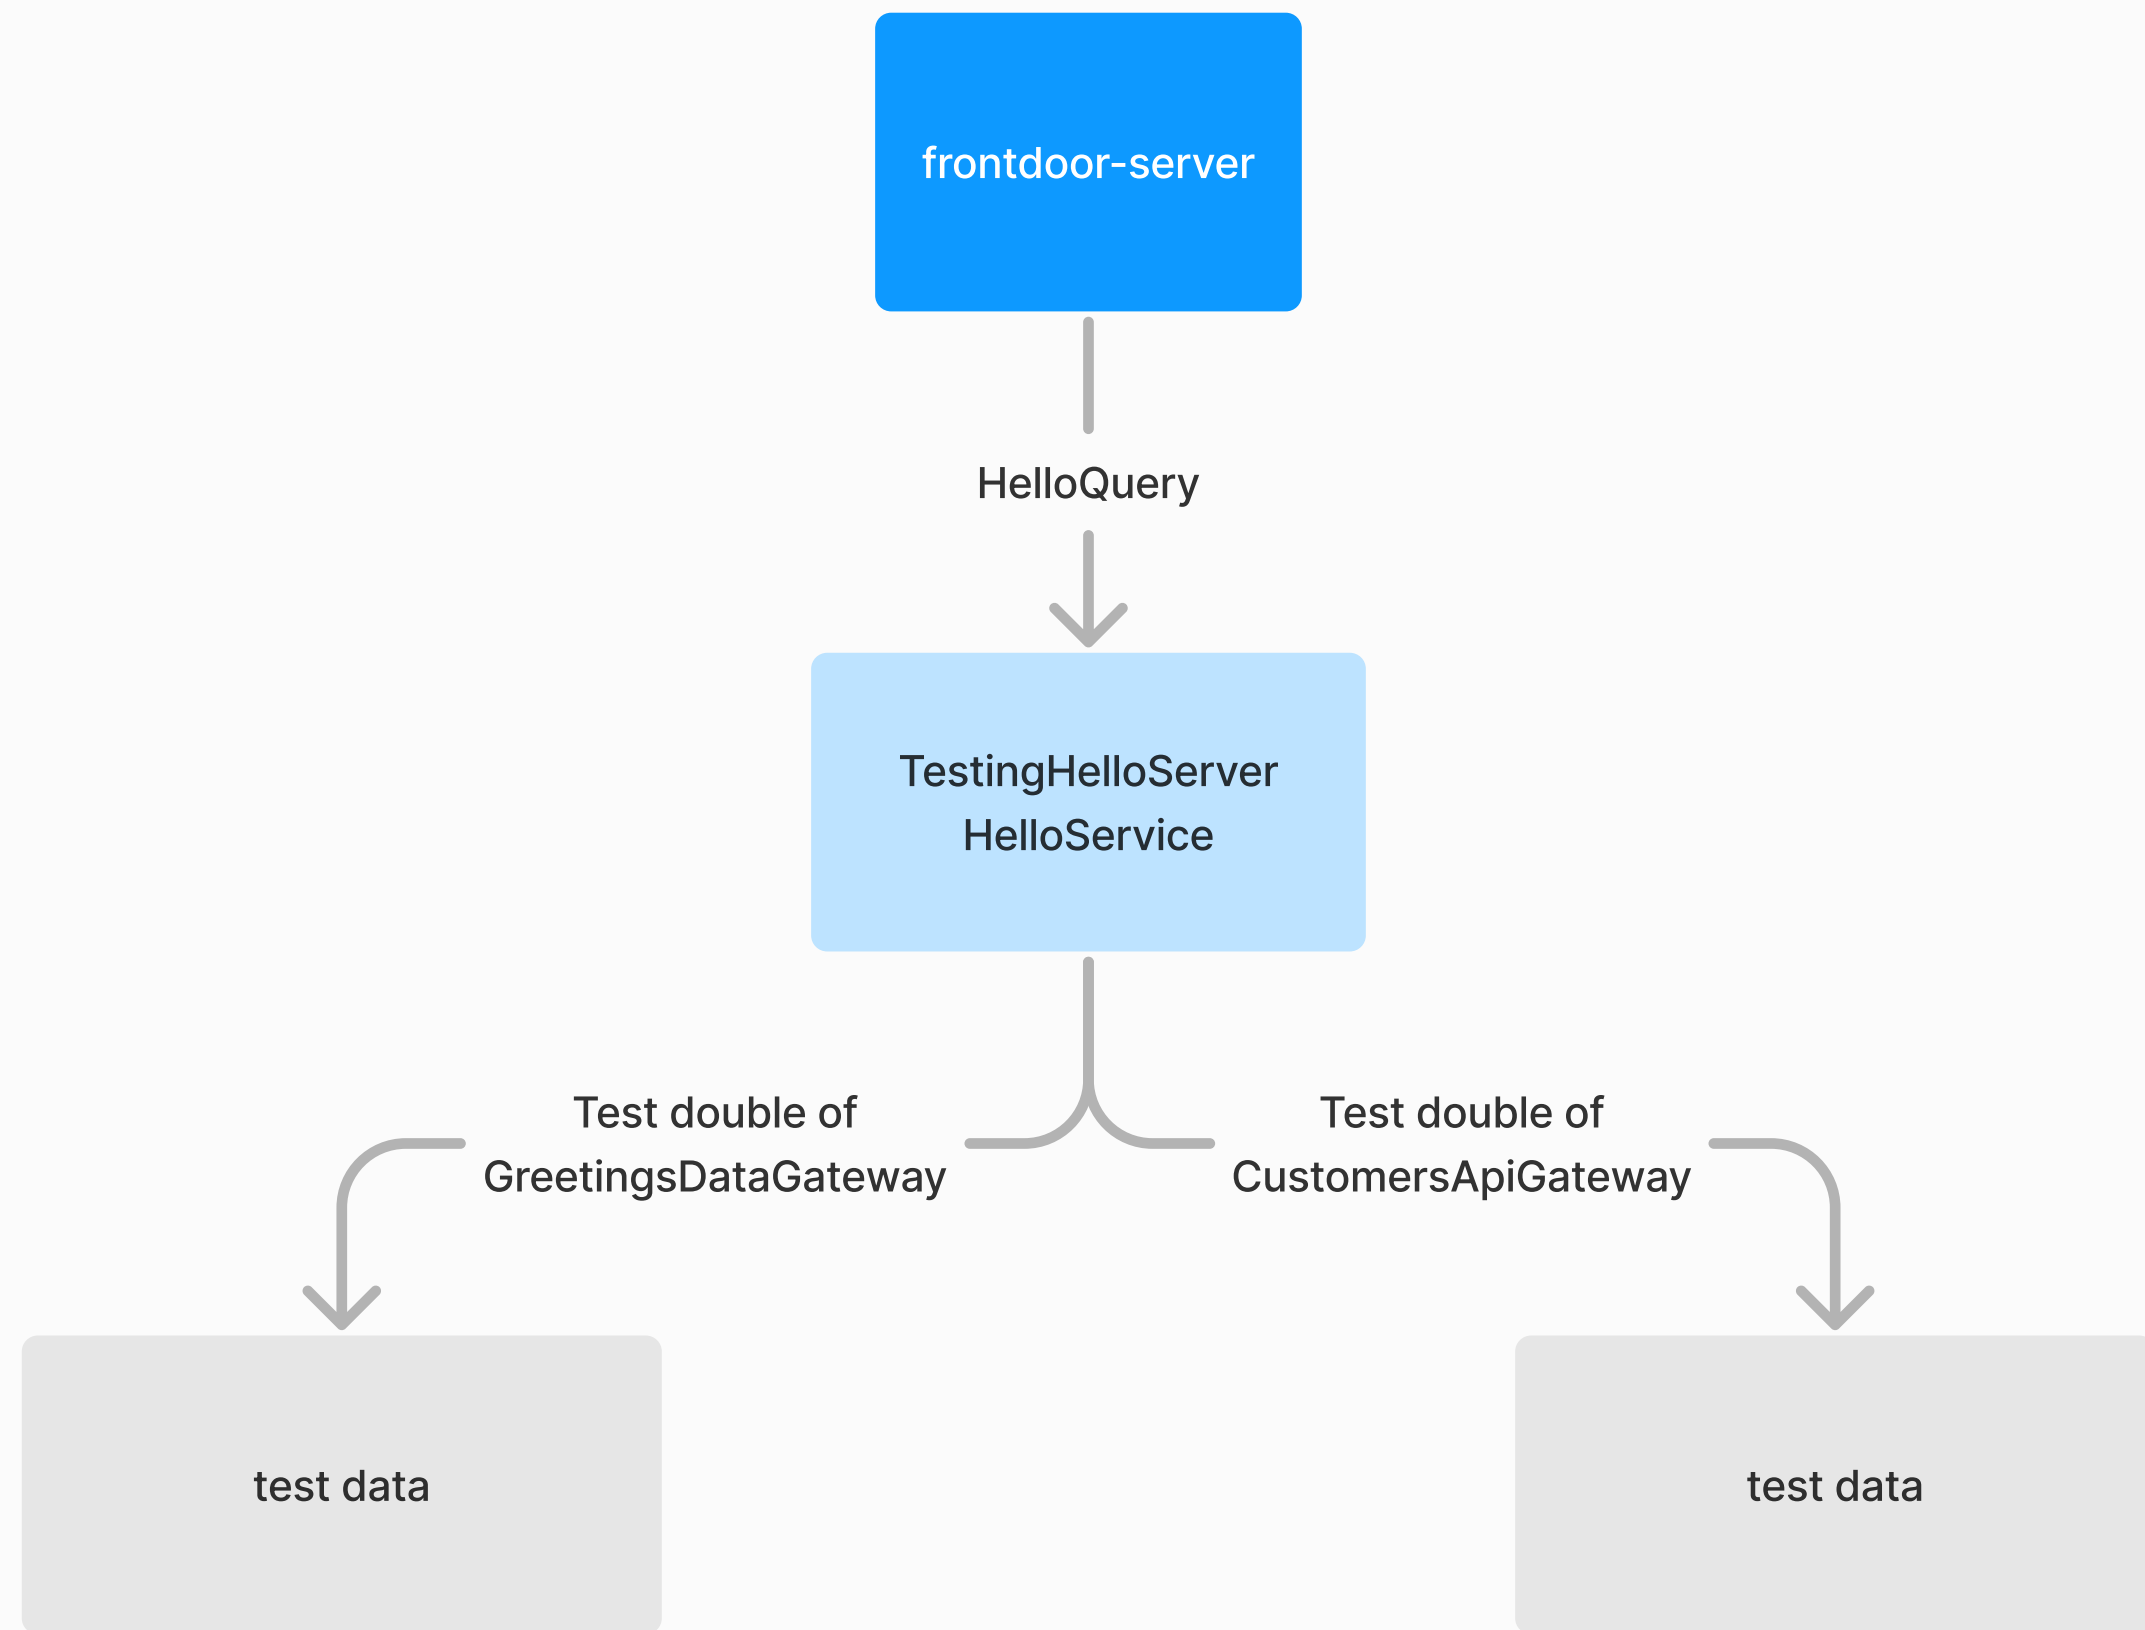 frontdoor-server
HelloQuery
TestingHelloServer
HelloService
Test double of
GreetingsDataGateway
Test double of
CustomersApiGateway
test data
test data